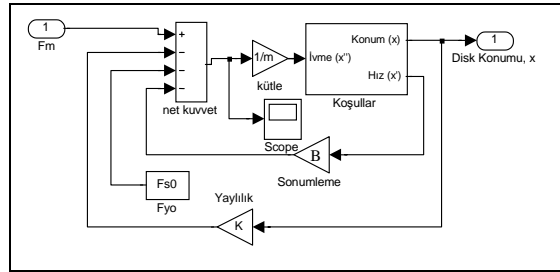 1
Fm
+
−
−
−
net kuvvet
1/m
kütle
Konum (x)
İvme (x'')
Hız (x')
Koşullar
1
Disk Konumu, x
Scope
B
Sonumleme
Fs0
Fyo
Yaylılık
K